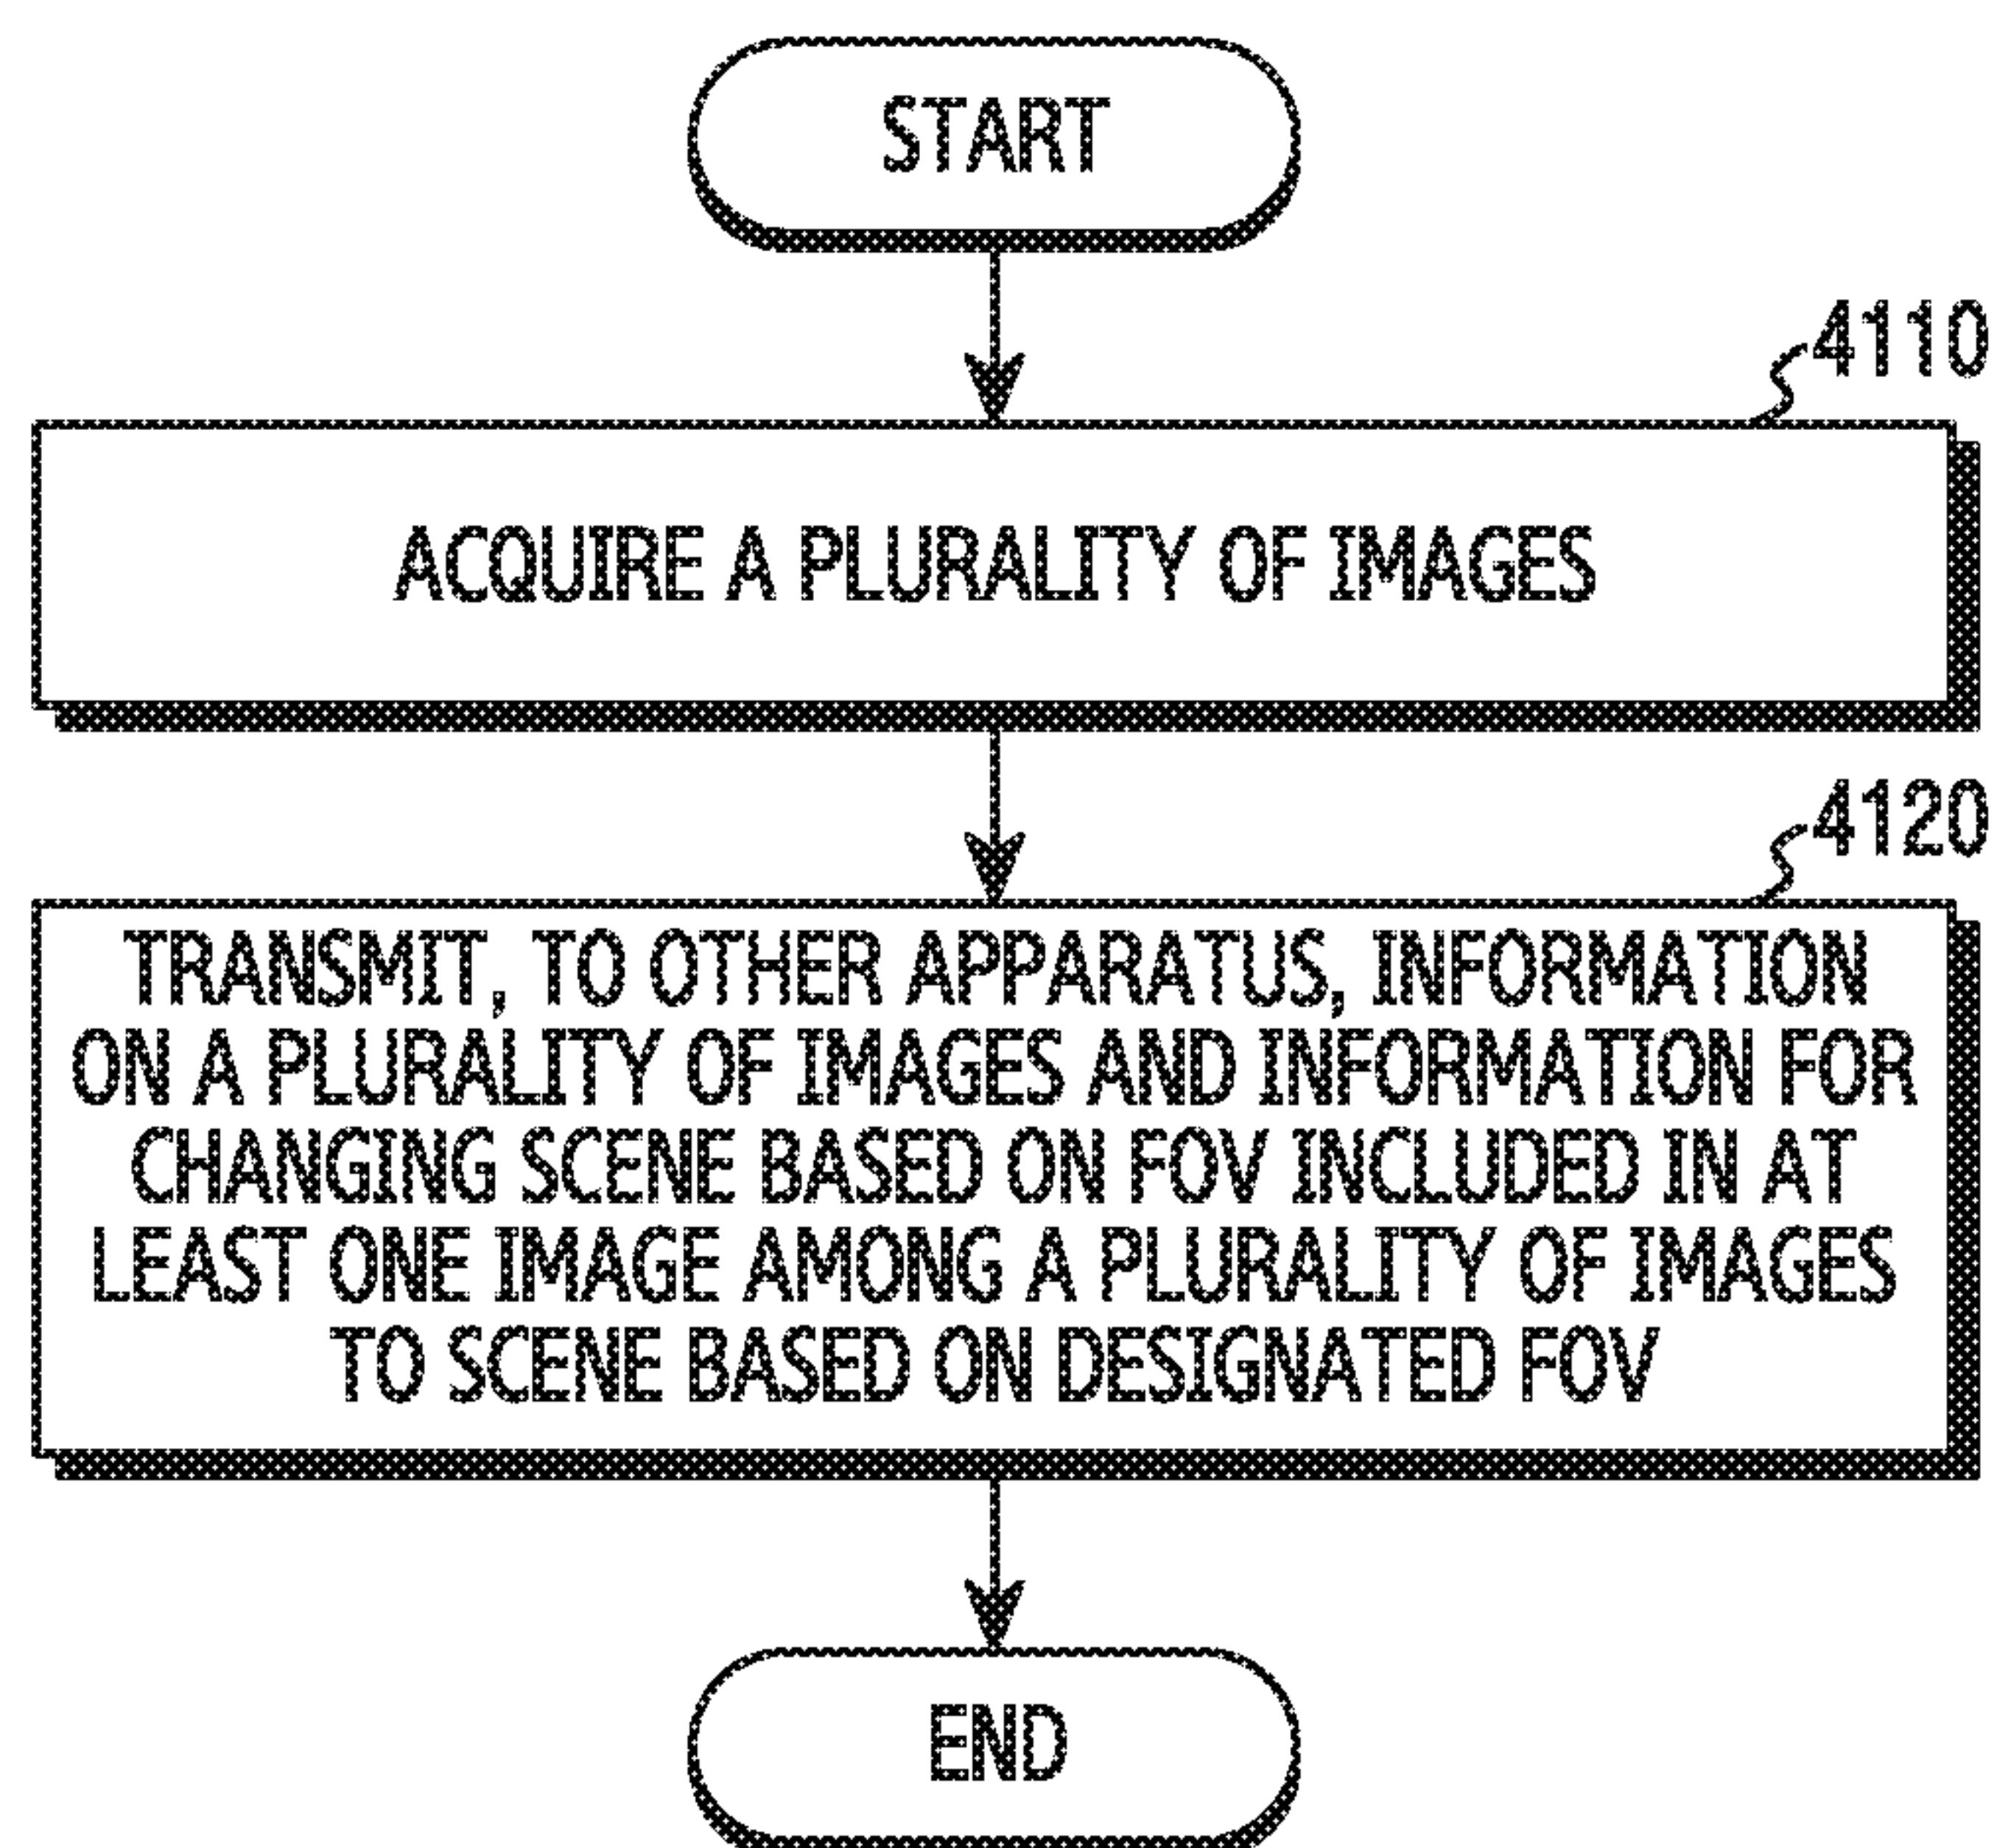 START
4110
ACQUIRE A PLURALITY OF IMAGES
4120
TRANSMIT, TO OTHER APPARATUS, INFORMATION
ON A PLURALITY OF IMAGES AND INFORMATION FOR
CHANGING SCENE BASED ON FOV INCLUDED IN AT
LEAST ONE IMAGE AMONG A PLURALITY OF IMAGES
TO SCENE BASED ON DESIGNATED FOV
END